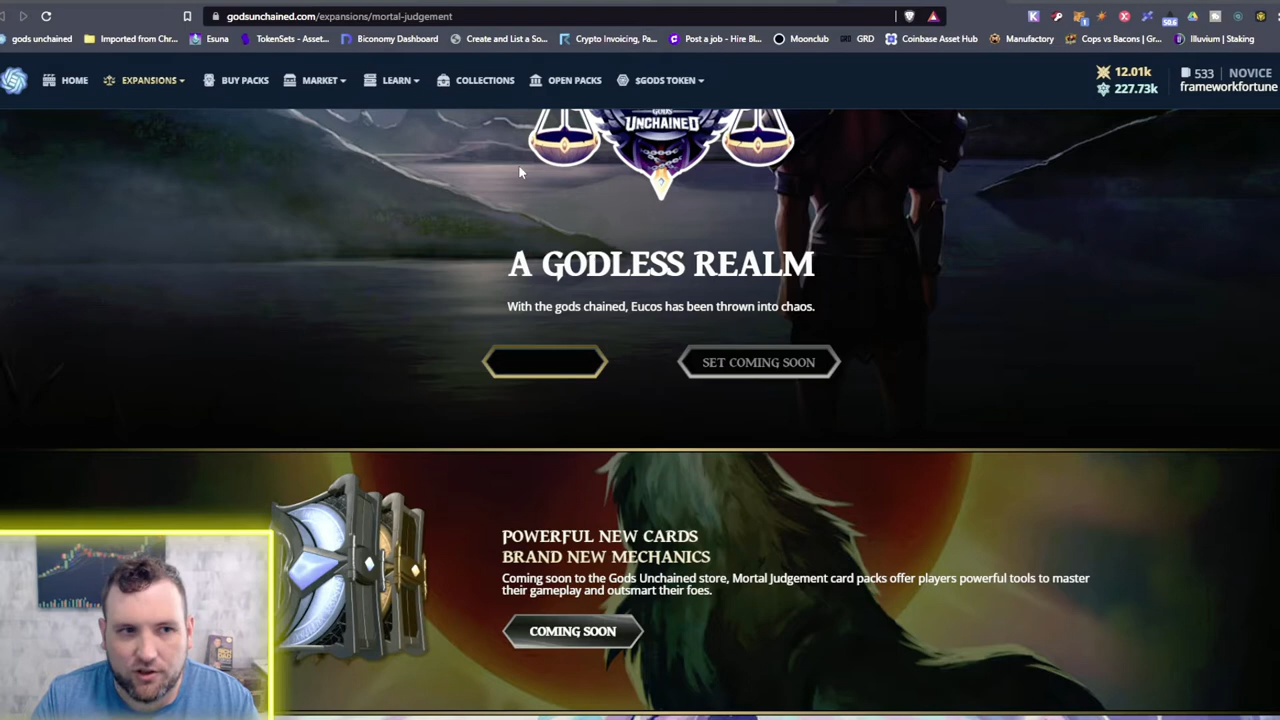 godsunchained.com/expansions/mortal-judgement
gods unchained Imported from Chr... Esuna TokenSets - Asset... Biconomy Dashboard Create and List a So... Crypto Invoicing, Pa... Post a job - Hire Bl... Moonclub GRD Coinbase Asset Hub Manufactory Cops vs Bacons | Gr... Illuvium | Staking
HOME EXPANSIONS BUY PACKS MARKET LEARN COLLECTIONS OPEN PACKS $GODS TOKEN
12.01k 533 NOVICE
227.73k frameworkfortune
GODS
UNCHAINED
A GODLESS REALM
With the gods chained, Eucos has been thrown into chaos.
SET COMING SOON
POWERFUL NEW CARDS
BRAND NEW MECHANICS
Coming soon to the Gods Unchained store, Mortal Judgement card packs offer players powerful tools to master
their gameplay and outsmart their foes.
COMING SOON